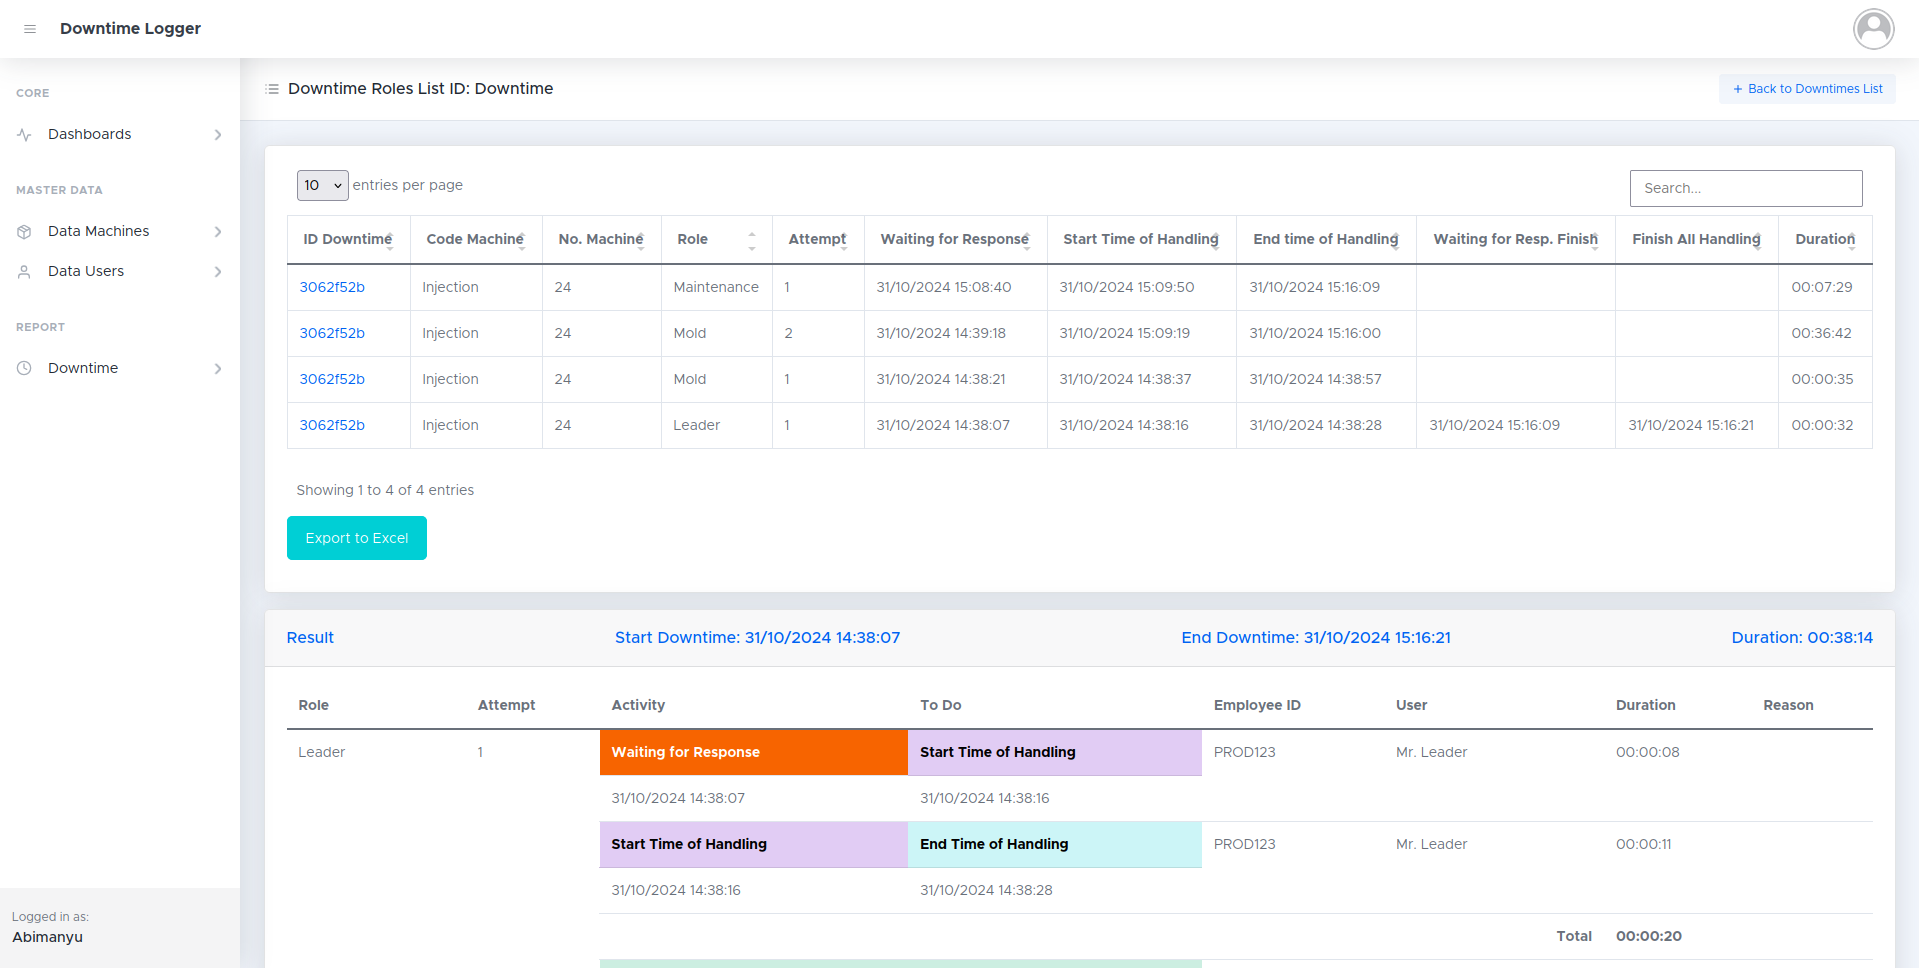 Downtime Logger
CORE
Dashboards
MASTER DATA
Data Machines
Data Users
REPORT
Downtime
Logged in as:
Abimanyu
Downtime Roles List ID: Downtime
+ Back to Downtimes List
10 entries per page
Search...
ID Downtime Code Machine No. Machine Role Attempt Waiting for Response Start Time of Handling End time of Handling Waiting for Resp. Finish Finish All Handling Duration
3062f52b Injection 24 Maintenance 1 31/10/2024 15:08:40 31/10/2024 15:09:50 31/10/2024 15:16:09 00:07:29
3062f52b Injection 24 Mold 2 31/10/2024 14:39:18 31/10/2024 15:09:19 31/10/2024 15:16:00 00:36:42
3062f52b Injection 24 Mold 1 31/10/2024 14:38:21 31/10/2024 14:38:37 31/10/2024 14:38:57 00:00:35
3062f52b Injection 24 Leader 1 31/10/2024 14:38:07 31/10/2024 14:38:16 31/10/2024 14:38:28 31/10/2024 15:16:09 31/10/2024 15:16:21 00:00:32
Showing 1 to 4 of 4 entries
Export to Excel
Result Start Downtime: 31/10/2024 14:38:07 End Downtime: 31/10/2024 15:16:21 Duration: 00:38:14
Role Attempt Activity To Do Employee ID User Duration Reason
Leader 1 Waiting for Response Start Time of Handling PROD123 Mr. Leader 00:00:08
31/10/2024 14:38:07 31/10/2024 14:38:16
Start Time of Handling End Time of Handling PROD123 Mr. Leader 00:00:11
31/10/2024 14:38:16 31/10/2024 14:38:28
Total 00:00:20